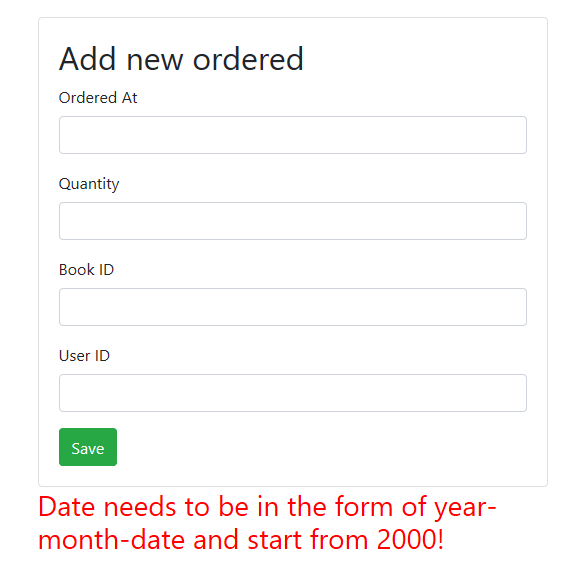 Add new ordered
Ordered At
Quantity
Book ID
User ID
Save
Date needs to be in the form of year-
month-date and start from 2000!